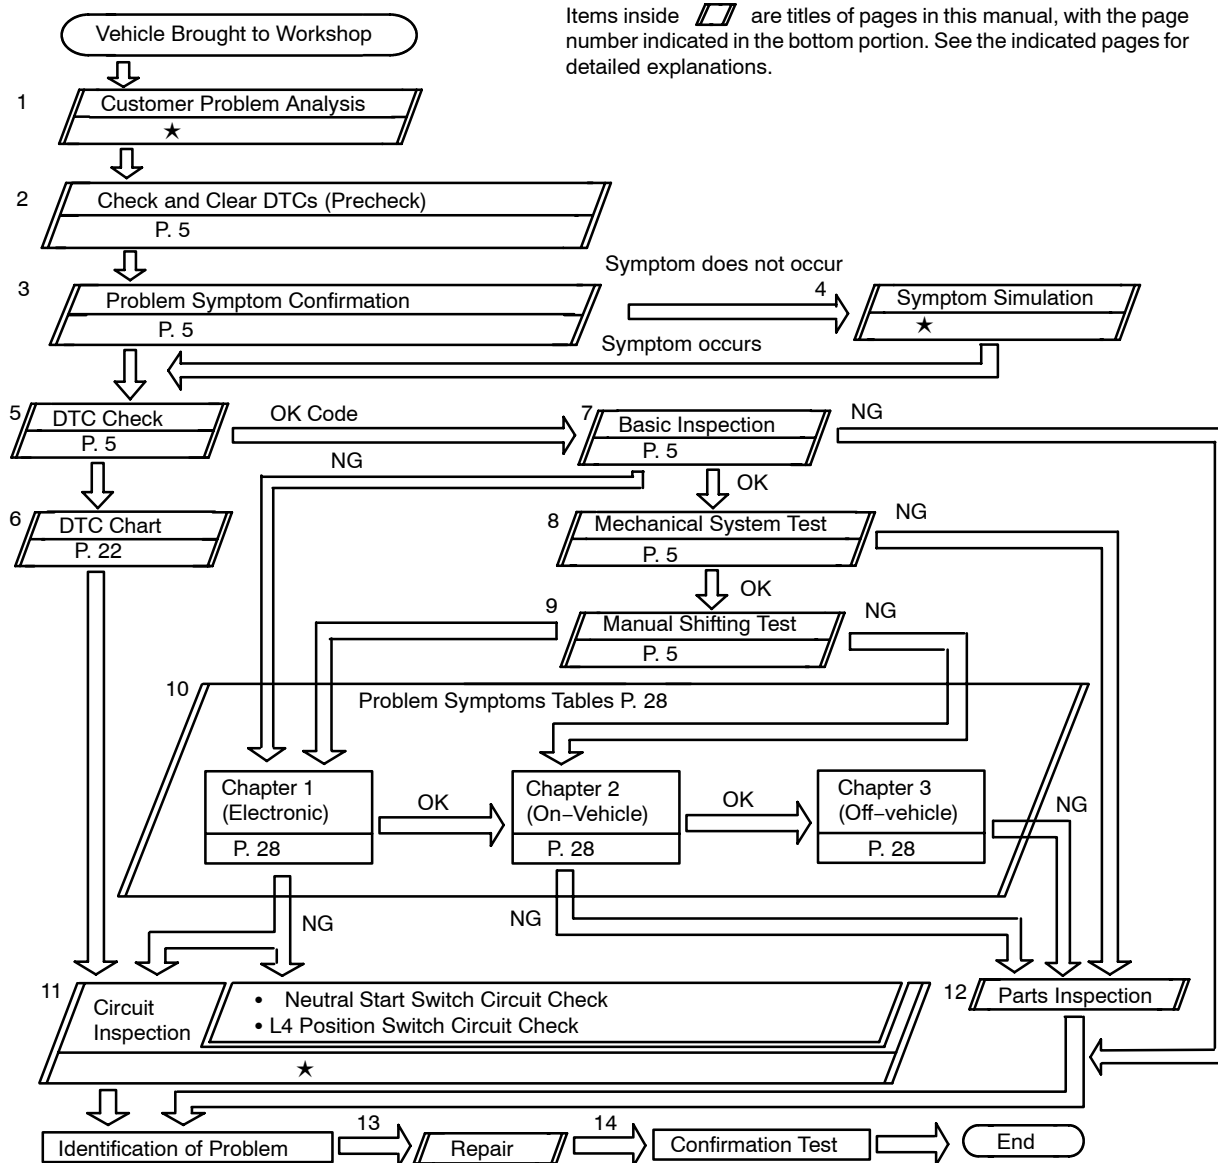 Items inside are titles of pages in this manual, with the page
number indicated in the bottom portion. See the indicated pages for
detailed explanations.
Vehicle Brought to Workshop
1
Customer Problem Analysis
★
2
Check and Clear DTCs (Precheck)
P. 5
3
Problem Symptom Confirmation
P. 5
Symptom does not occur
4
Symptom Simulation
★
Symptom occurs
5
DTC Check
P. 5
OK Code
7
Basic Inspection
P. 5
NG
NG
OK
6
DTC Chart
P. 22
8
Mechanical System Test
P. 5
NG
OK
9
Manual Shifting Test
P. 5
NG
10
Problem Symptoms Tables P. 28
Chapter 1
(Electronic)
P. 28
OK
Chapter 2
(On−Vehicle)
P. 28
OK
Chapter 3
(Off−vehicle)
P. 28
NG
NG
NG
11
Circuit
Inspection
• Neutral Start Switch Circuit Check
• L4 Position Switch Circuit Check
★
12
Parts Inspection
Identification of Problem
13
Repair
14
Confirmation Test
End